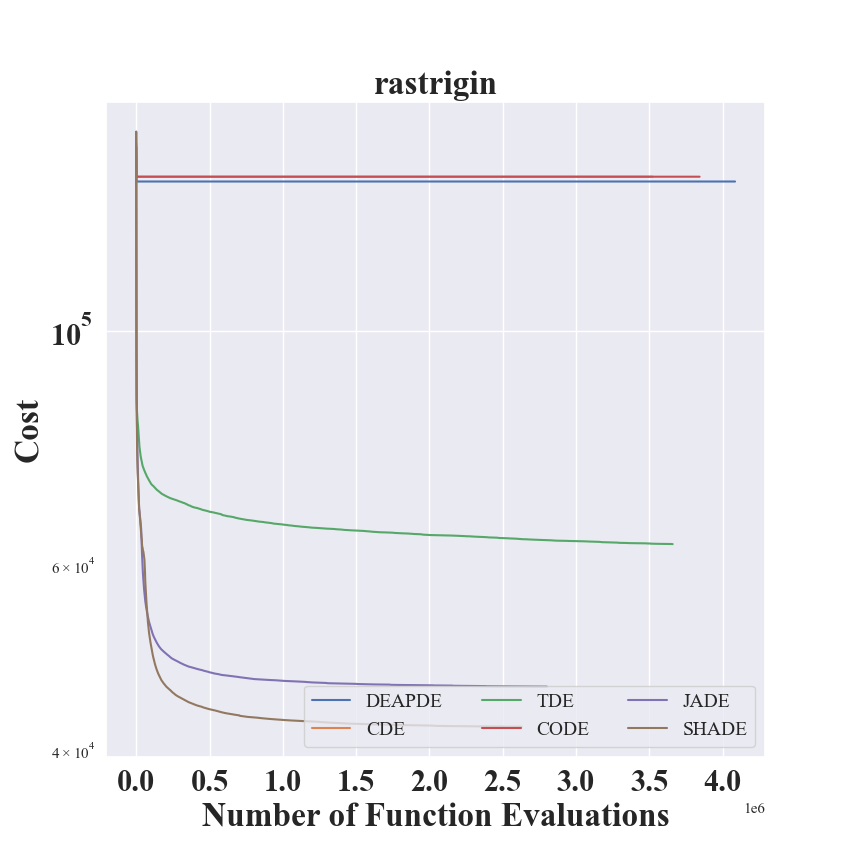 rastrigin
Cost
10^5
6 × 10^4
4 × 10^4
DEAPDE TDE JADE
CDE CODE SHADE
0.0 0.5 1.0 1.5 2.0 2.5 3.0 3.5 4.0
1e6
Number of Function Evaluations